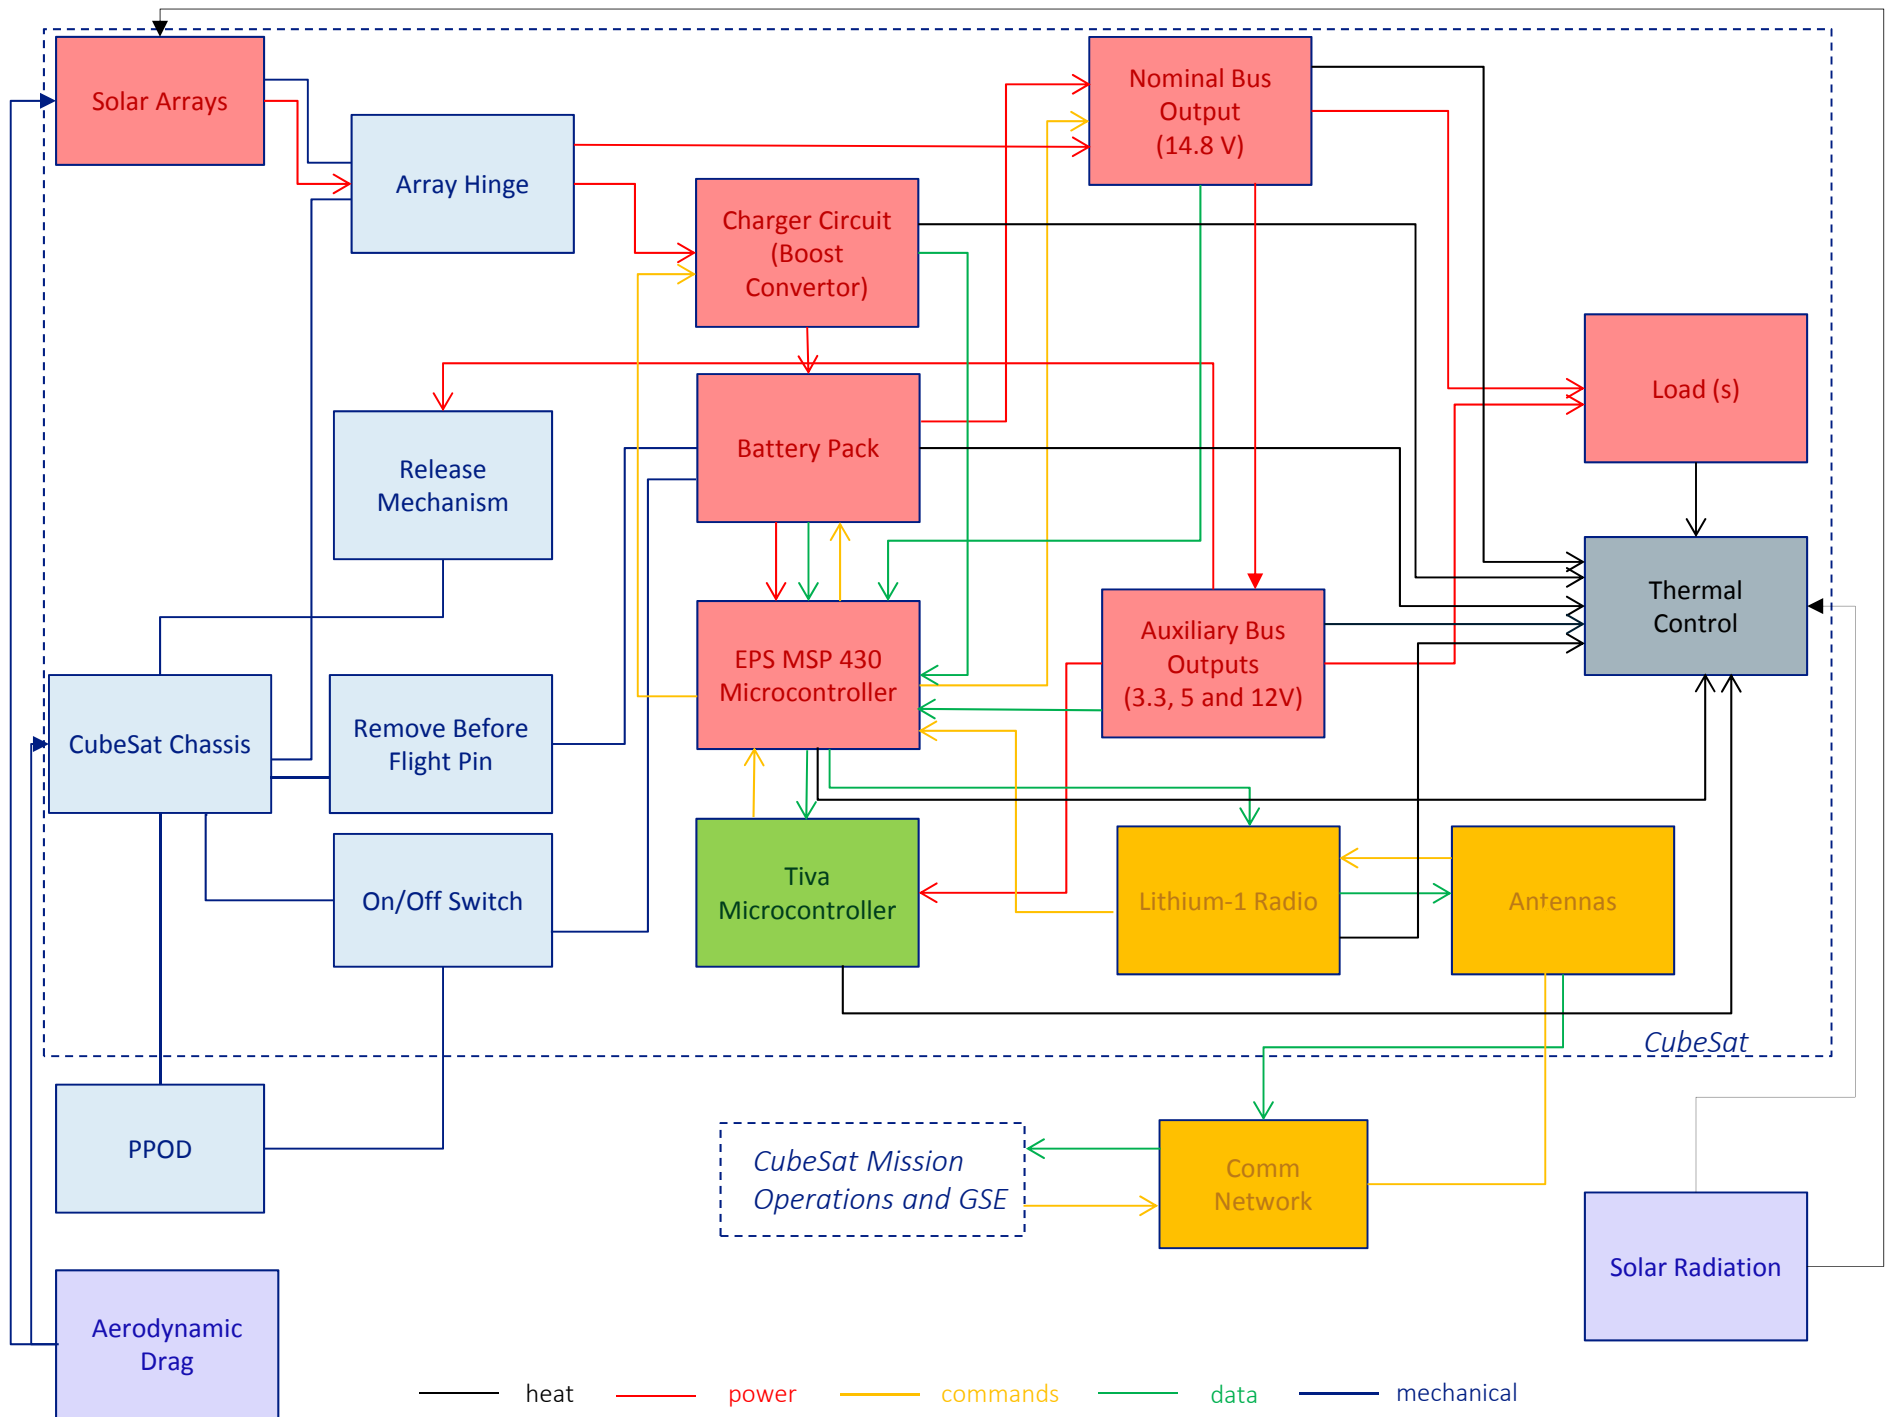 Solar Arrays
Nominal Bus
Output
(14.8 V)
Array Hinge
Charger Circuit
(Boost
Convertor)
Load (s)
Battery Pack
Release
Mechanism
Thermal
Control
EPS MSP 430
Microcontroller
Auxiliary Bus
Outputs
(3.3, 5 and 12V)
CubeSat Chassis
Remove Before
Flight Pin
On/Off Switch
Tiva
Microcontroller
Lithium-1 Radio
Antennas
CubeSat
PPOD
CubeSat Mission
Operations and GSE
Comm
Network
Solar Radiation
Aerodynamic
Drag
heat
power
commands
data
mechanical